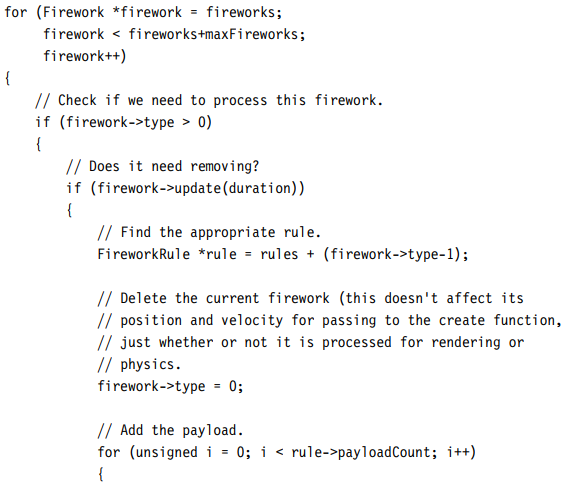 for (Firework *firework = fireworks;
     firework < fireworks+maxFireworks;
     firework++)
{
    // Check if we need to process this firework.
    if (firework->type > 0)
    {
        // Does it need removing?
        if (firework->update(duration))
        {
            // Find the appropriate rule.
            FireworkRule *rule = rules + (firework->type-1);

            // Delete the current firework (this doesn't affect its
            // position and velocity for passing to the create function,
            // just whether or not it is processed for rendering or
            // physics.
            firework->type = 0;

            // Add the payload.
            for (unsigned i = 0; i < rule->payloadCount; i++)
            {